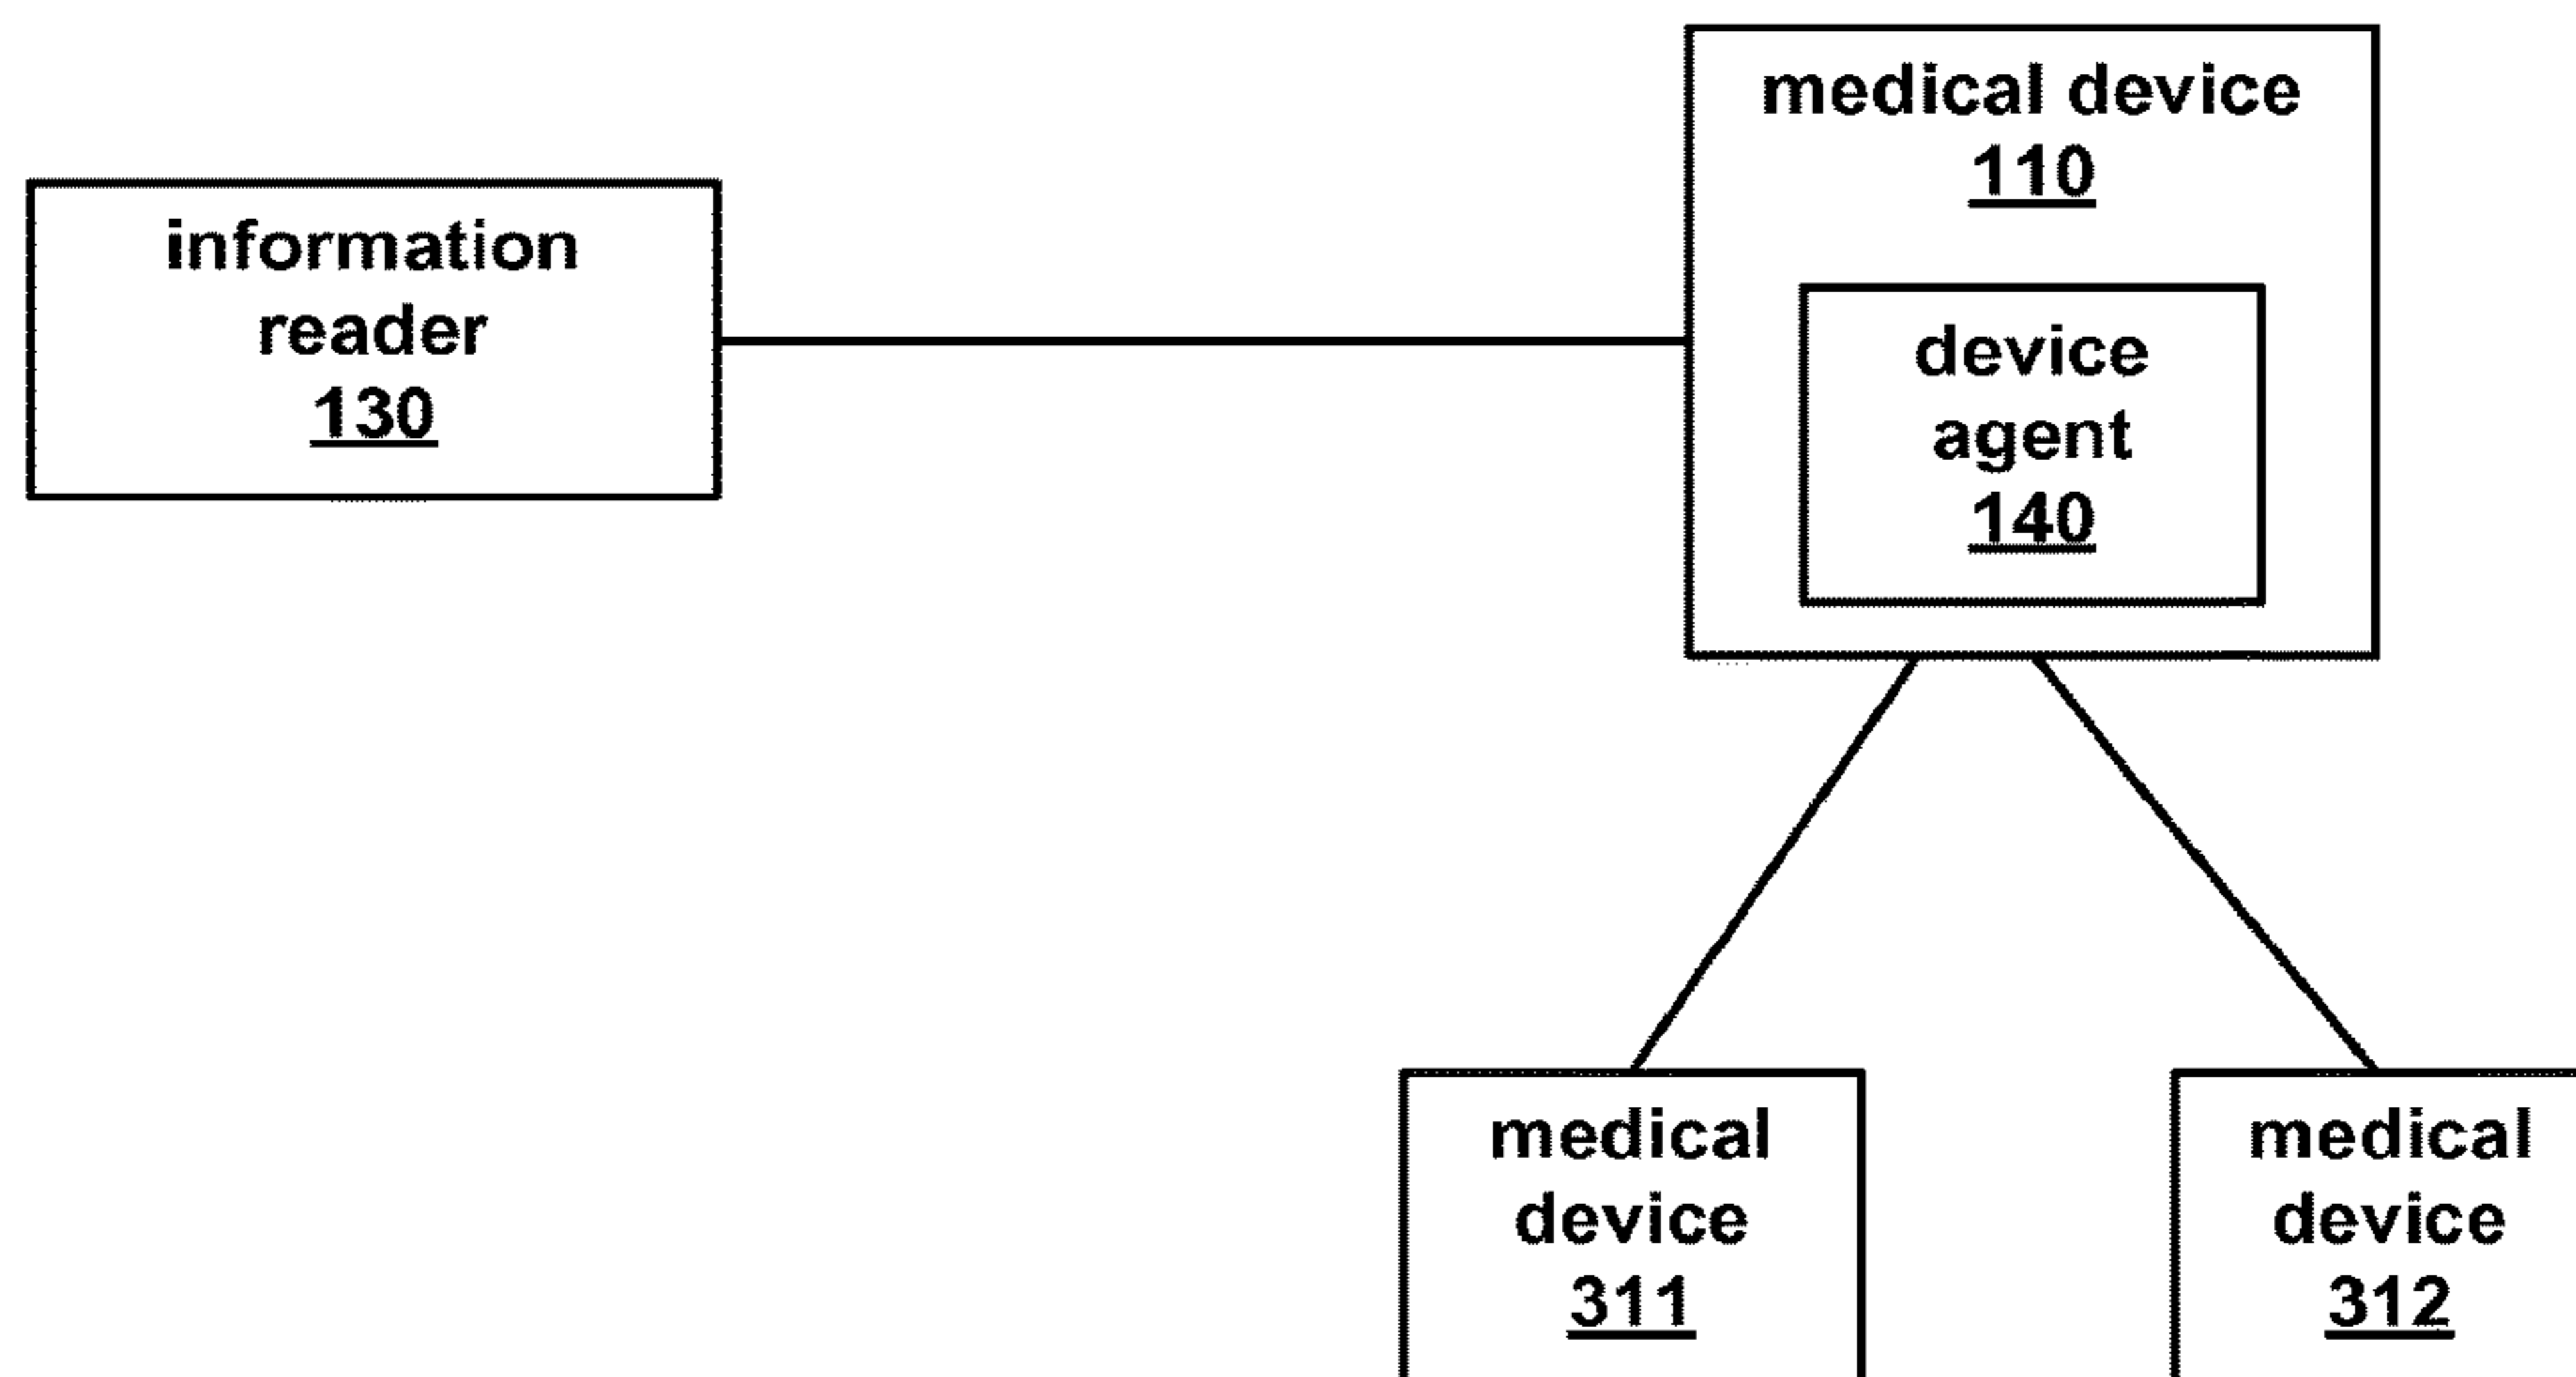 medical device
110
information
reader
130
device
agent
140
medical
device
311
medical
device
312